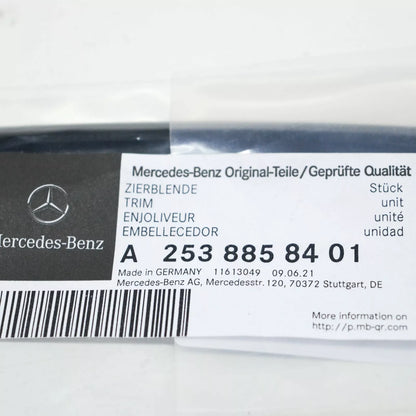 Mercedes-Benz Original-Teile/Geprüfte Qualität
ZIERBLENDE Stück
TRIM unit
ENJOLIVEUR unité
EMBELLECEDOR unidad
Mercedes-Benz
A 253 885 84 01
Made in GERMANY 11613049 09.06.21
Mercedes-Benz AG, Mercedesstr. 120, 70372 Stuttgart, DE
More information on
http://p.mb-qr.com/